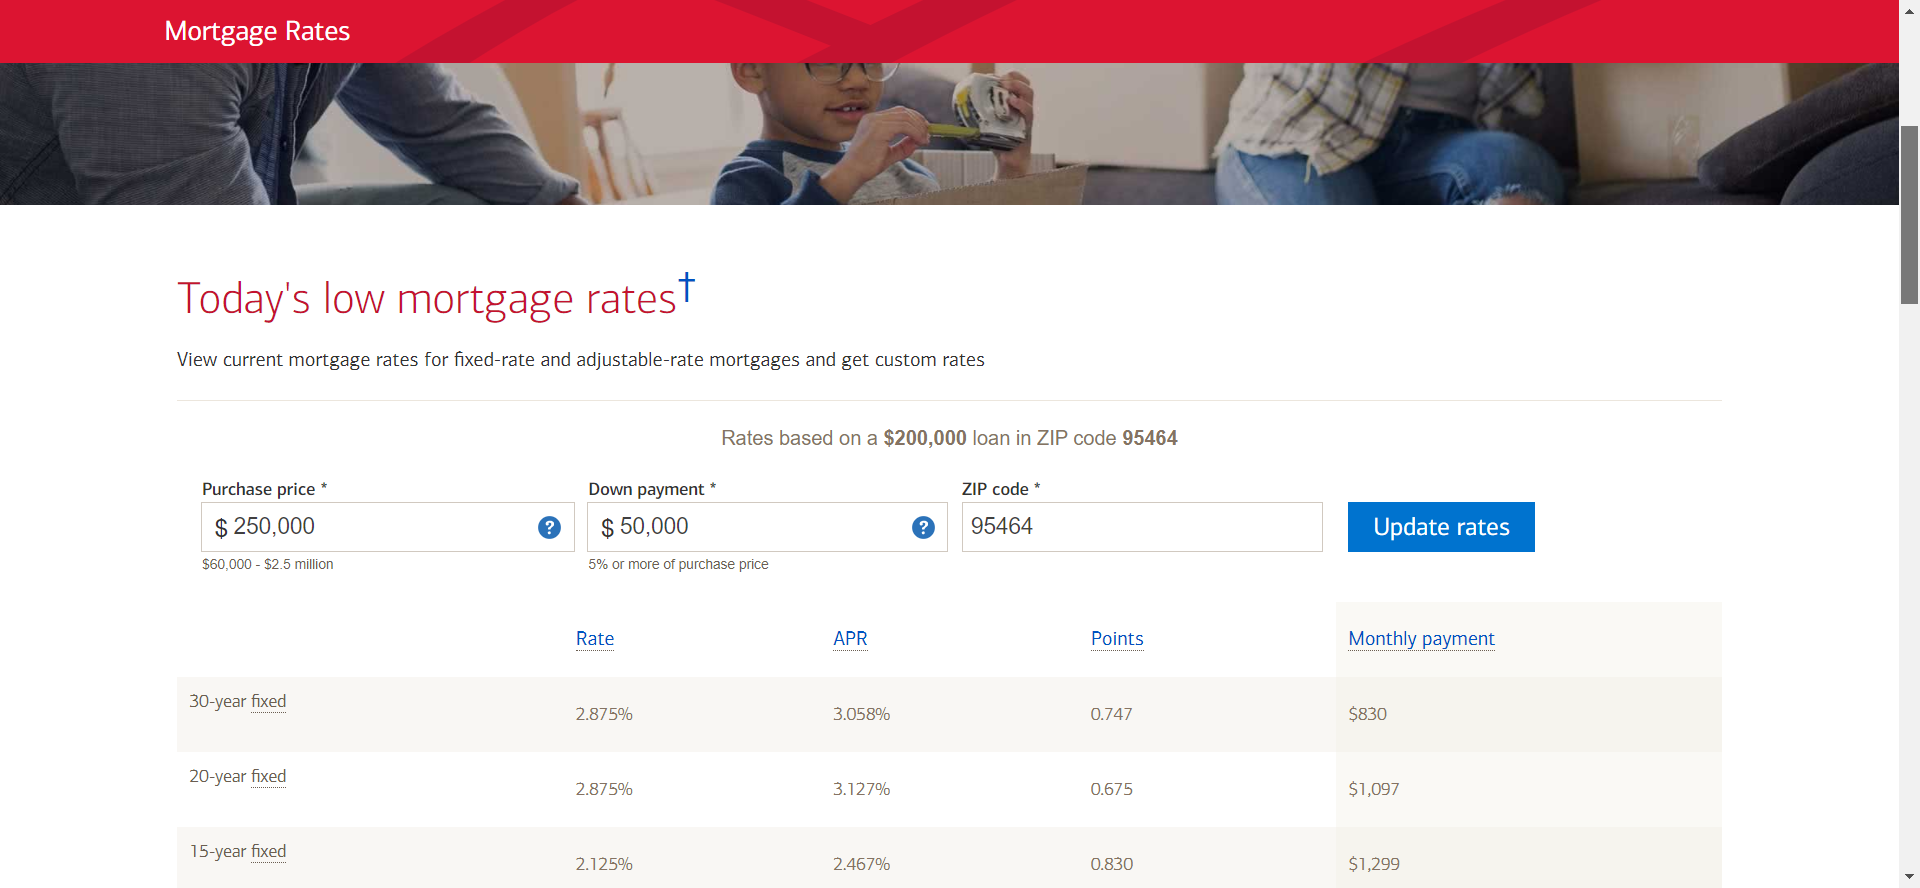 Mortgage Rates
Today's low mortgage rates†
View current mortgage rates for fixed-rate and adjustable-rate mortgages and get custom rates
Rates based on a $200,000 loan in ZIP code 95464
Purchase price * Down payment * ZIP code *
$ 250,000 ? $ 50,000 ? 95464 Update rates
$60,000 - $2.5 million 5% or more of purchase price
Rate APR Points Monthly payment
30-year fixed 2.875% 3.058% 0.747 $830
20-year fixed 2.875% 3.127% 0.675 $1,097
15-year fixed 2.125% 2.467% 0.830 $1,299